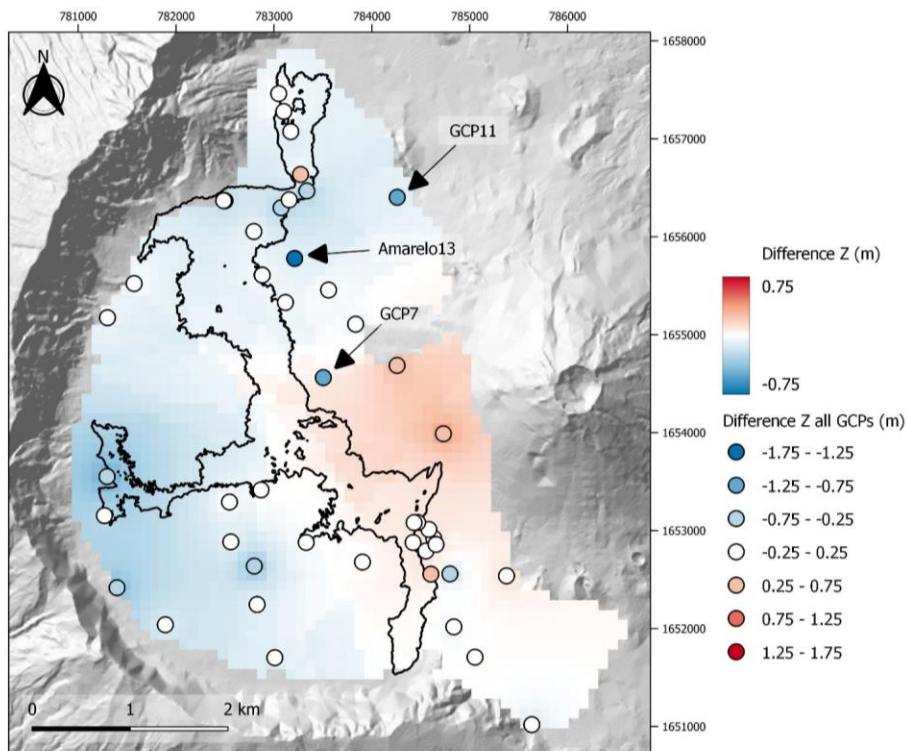 781000 782000 783000 784000 785000 786000
1658000
N
1657000
GCP11
1656000
Amarelo13
Difference Z (m)
0.75
1655000
GCP7
-0.75
1654000
Difference Z all GCPs (m)
-1.75 - -1.25
-1.25 - -0.75
1653000
-0.75 - -0.25
-0.25 - 0.25
0.25 - 0.75
1652000
0.75 - 1.25
1.25 - 1.75
0 1 2 km
1651000